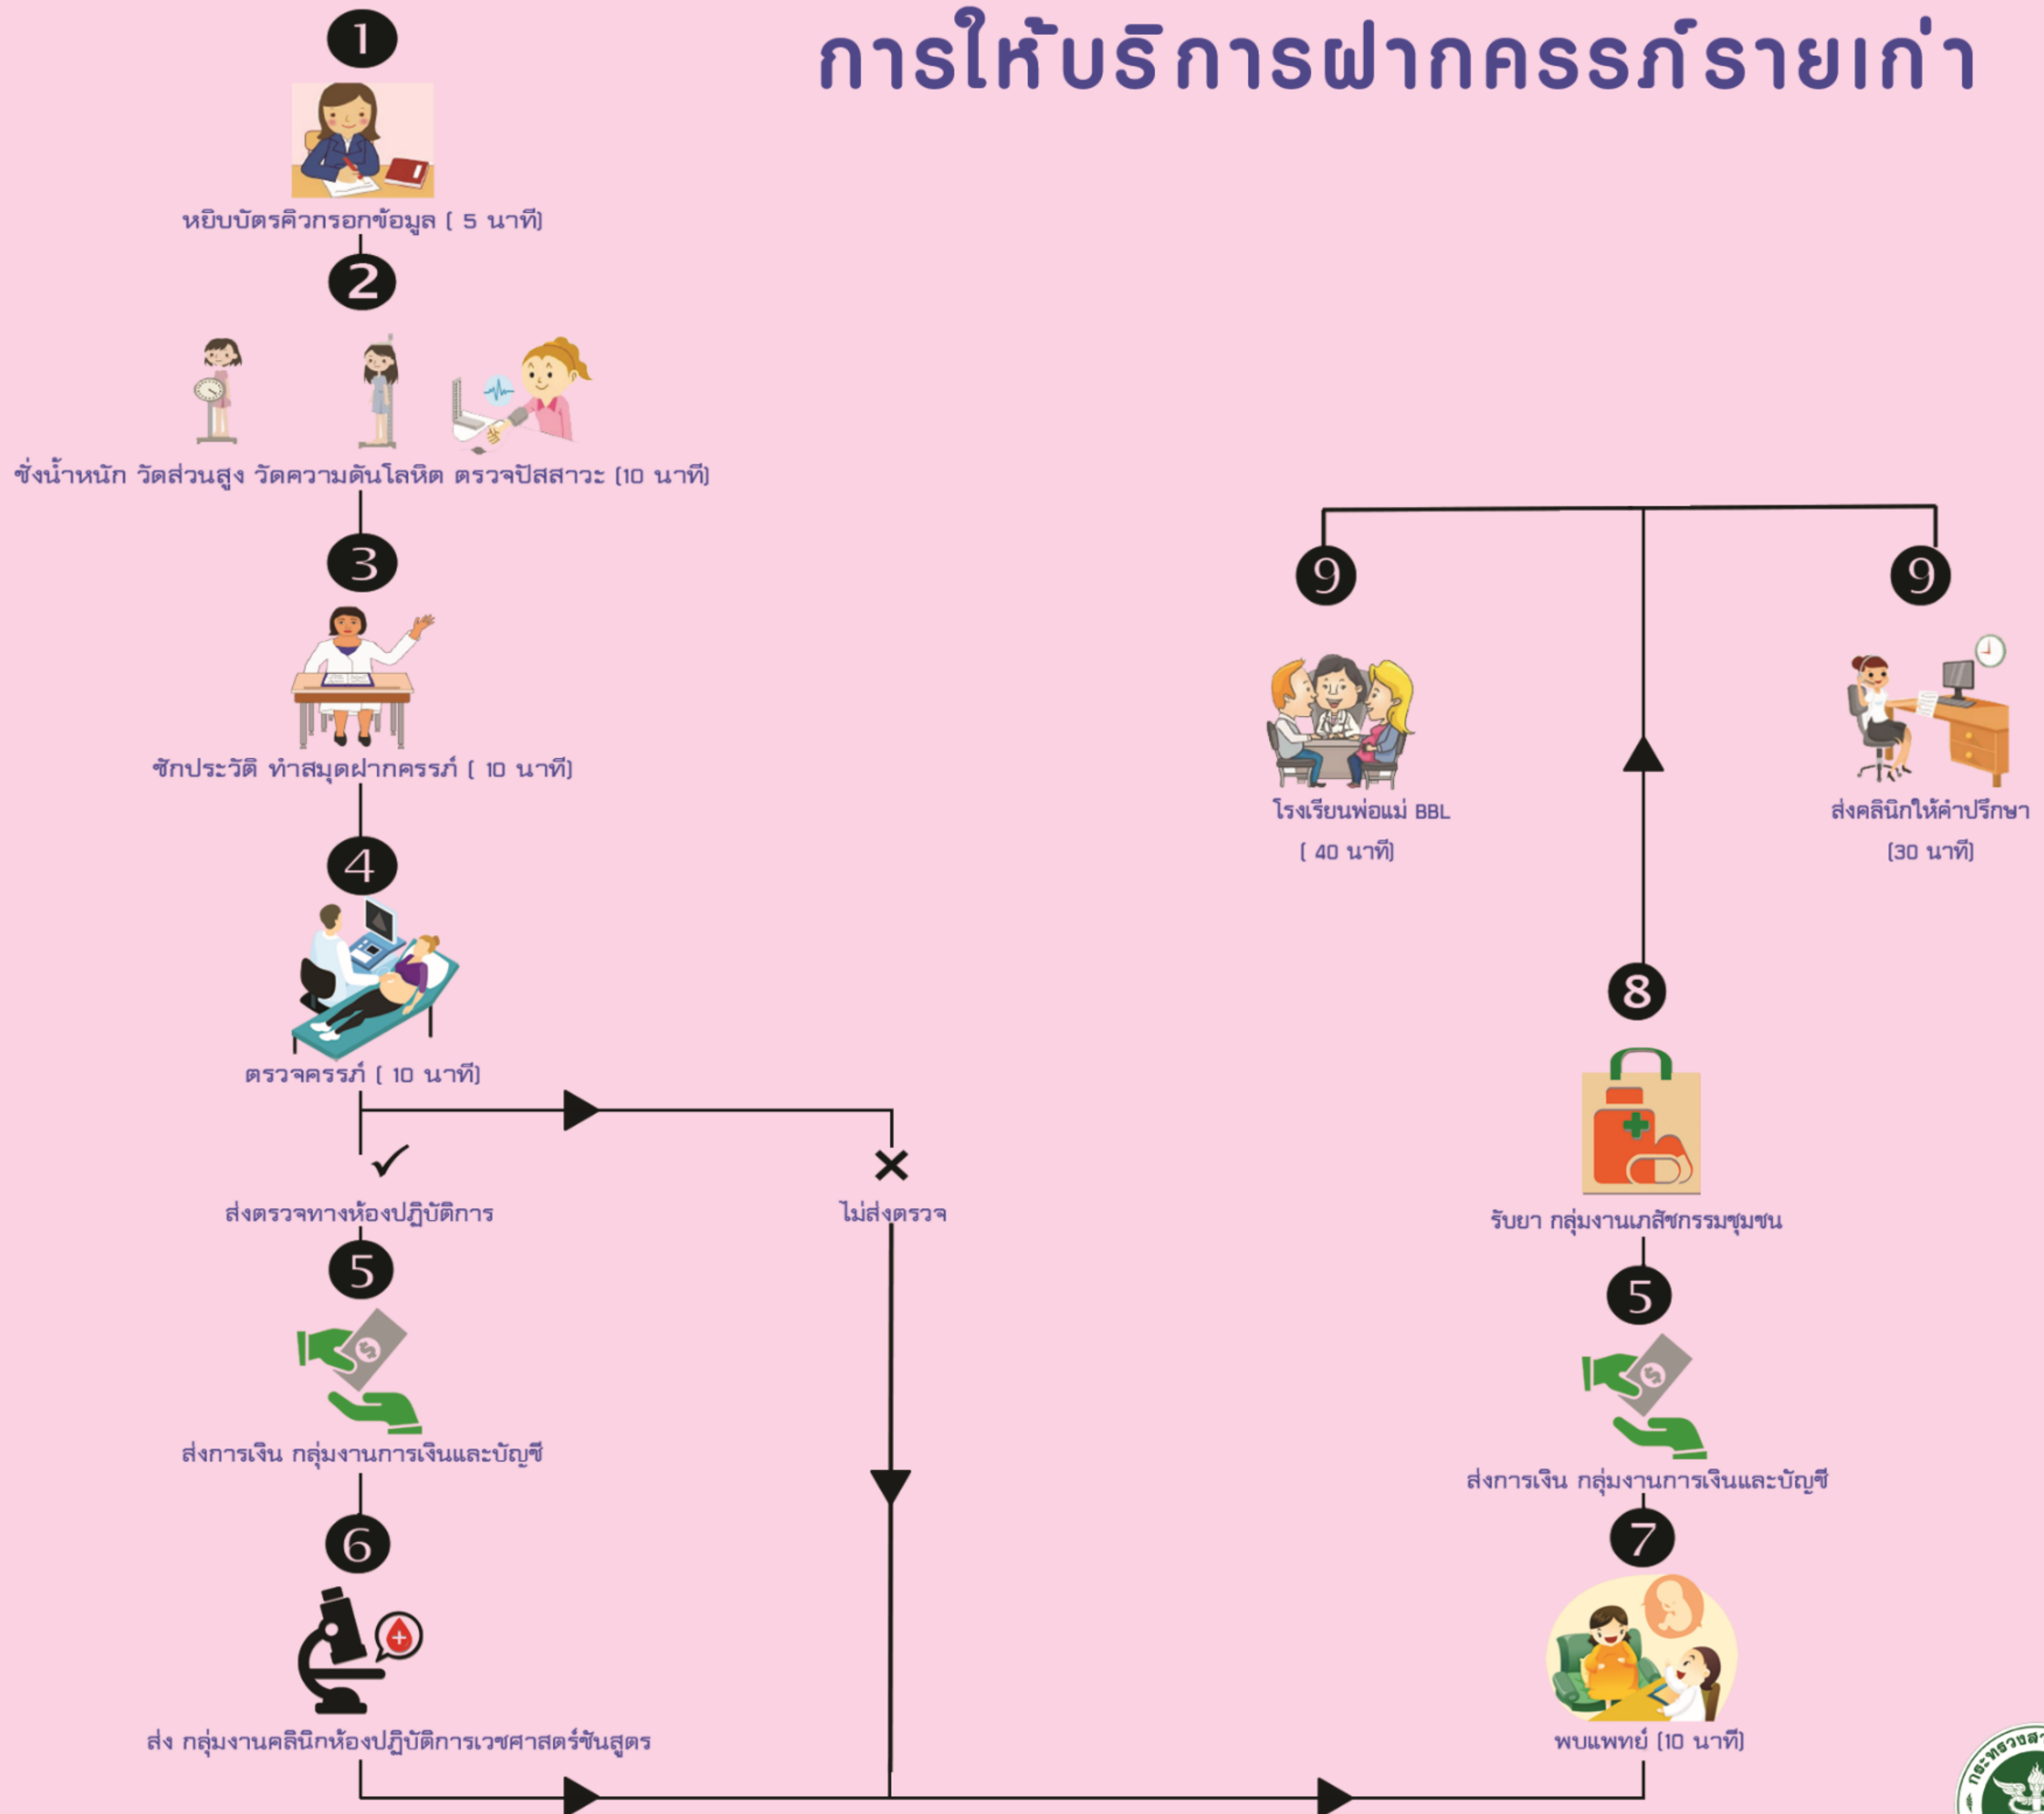 การให้บริการฝากครรภ์รายเก่า
1
หยิบบัตรคิวกรอกข้อมูล ( 5 นาที)
2
ชั่งน้ำหนัก วัดส่วนสูง วัดความดันโลหิต ตรวจปัสสาวะ (10 นาที)
3
ซักประวัติ ทำสมุดฝากครรภ์ ( 10 นาที)
4
ตรวจครรภ์ ( 10 นาที)
ส่งตรวจทางห้องปฏิบัติการ
ไม่ส่งตรวจ
5
ส่งการเงิน กลุ่มงานการเงินและบัญชี
6
ส่ง กลุ่มงานคลินิกห้องปฏิบัติการเวชศาสตร์ชันสูตร
7
พบแพทย์ (10 นาที)
5
ส่งการเงิน กลุ่มงานการเงินและบัญชี
8
รับยา กลุ่มงานเภสัชกรรมชุมชน
9
โรงเรียนพ่อแม่ BBL
( 40 นาที)
9
ส่งคลินิกให้คำปรึกษา
(30 นาที)